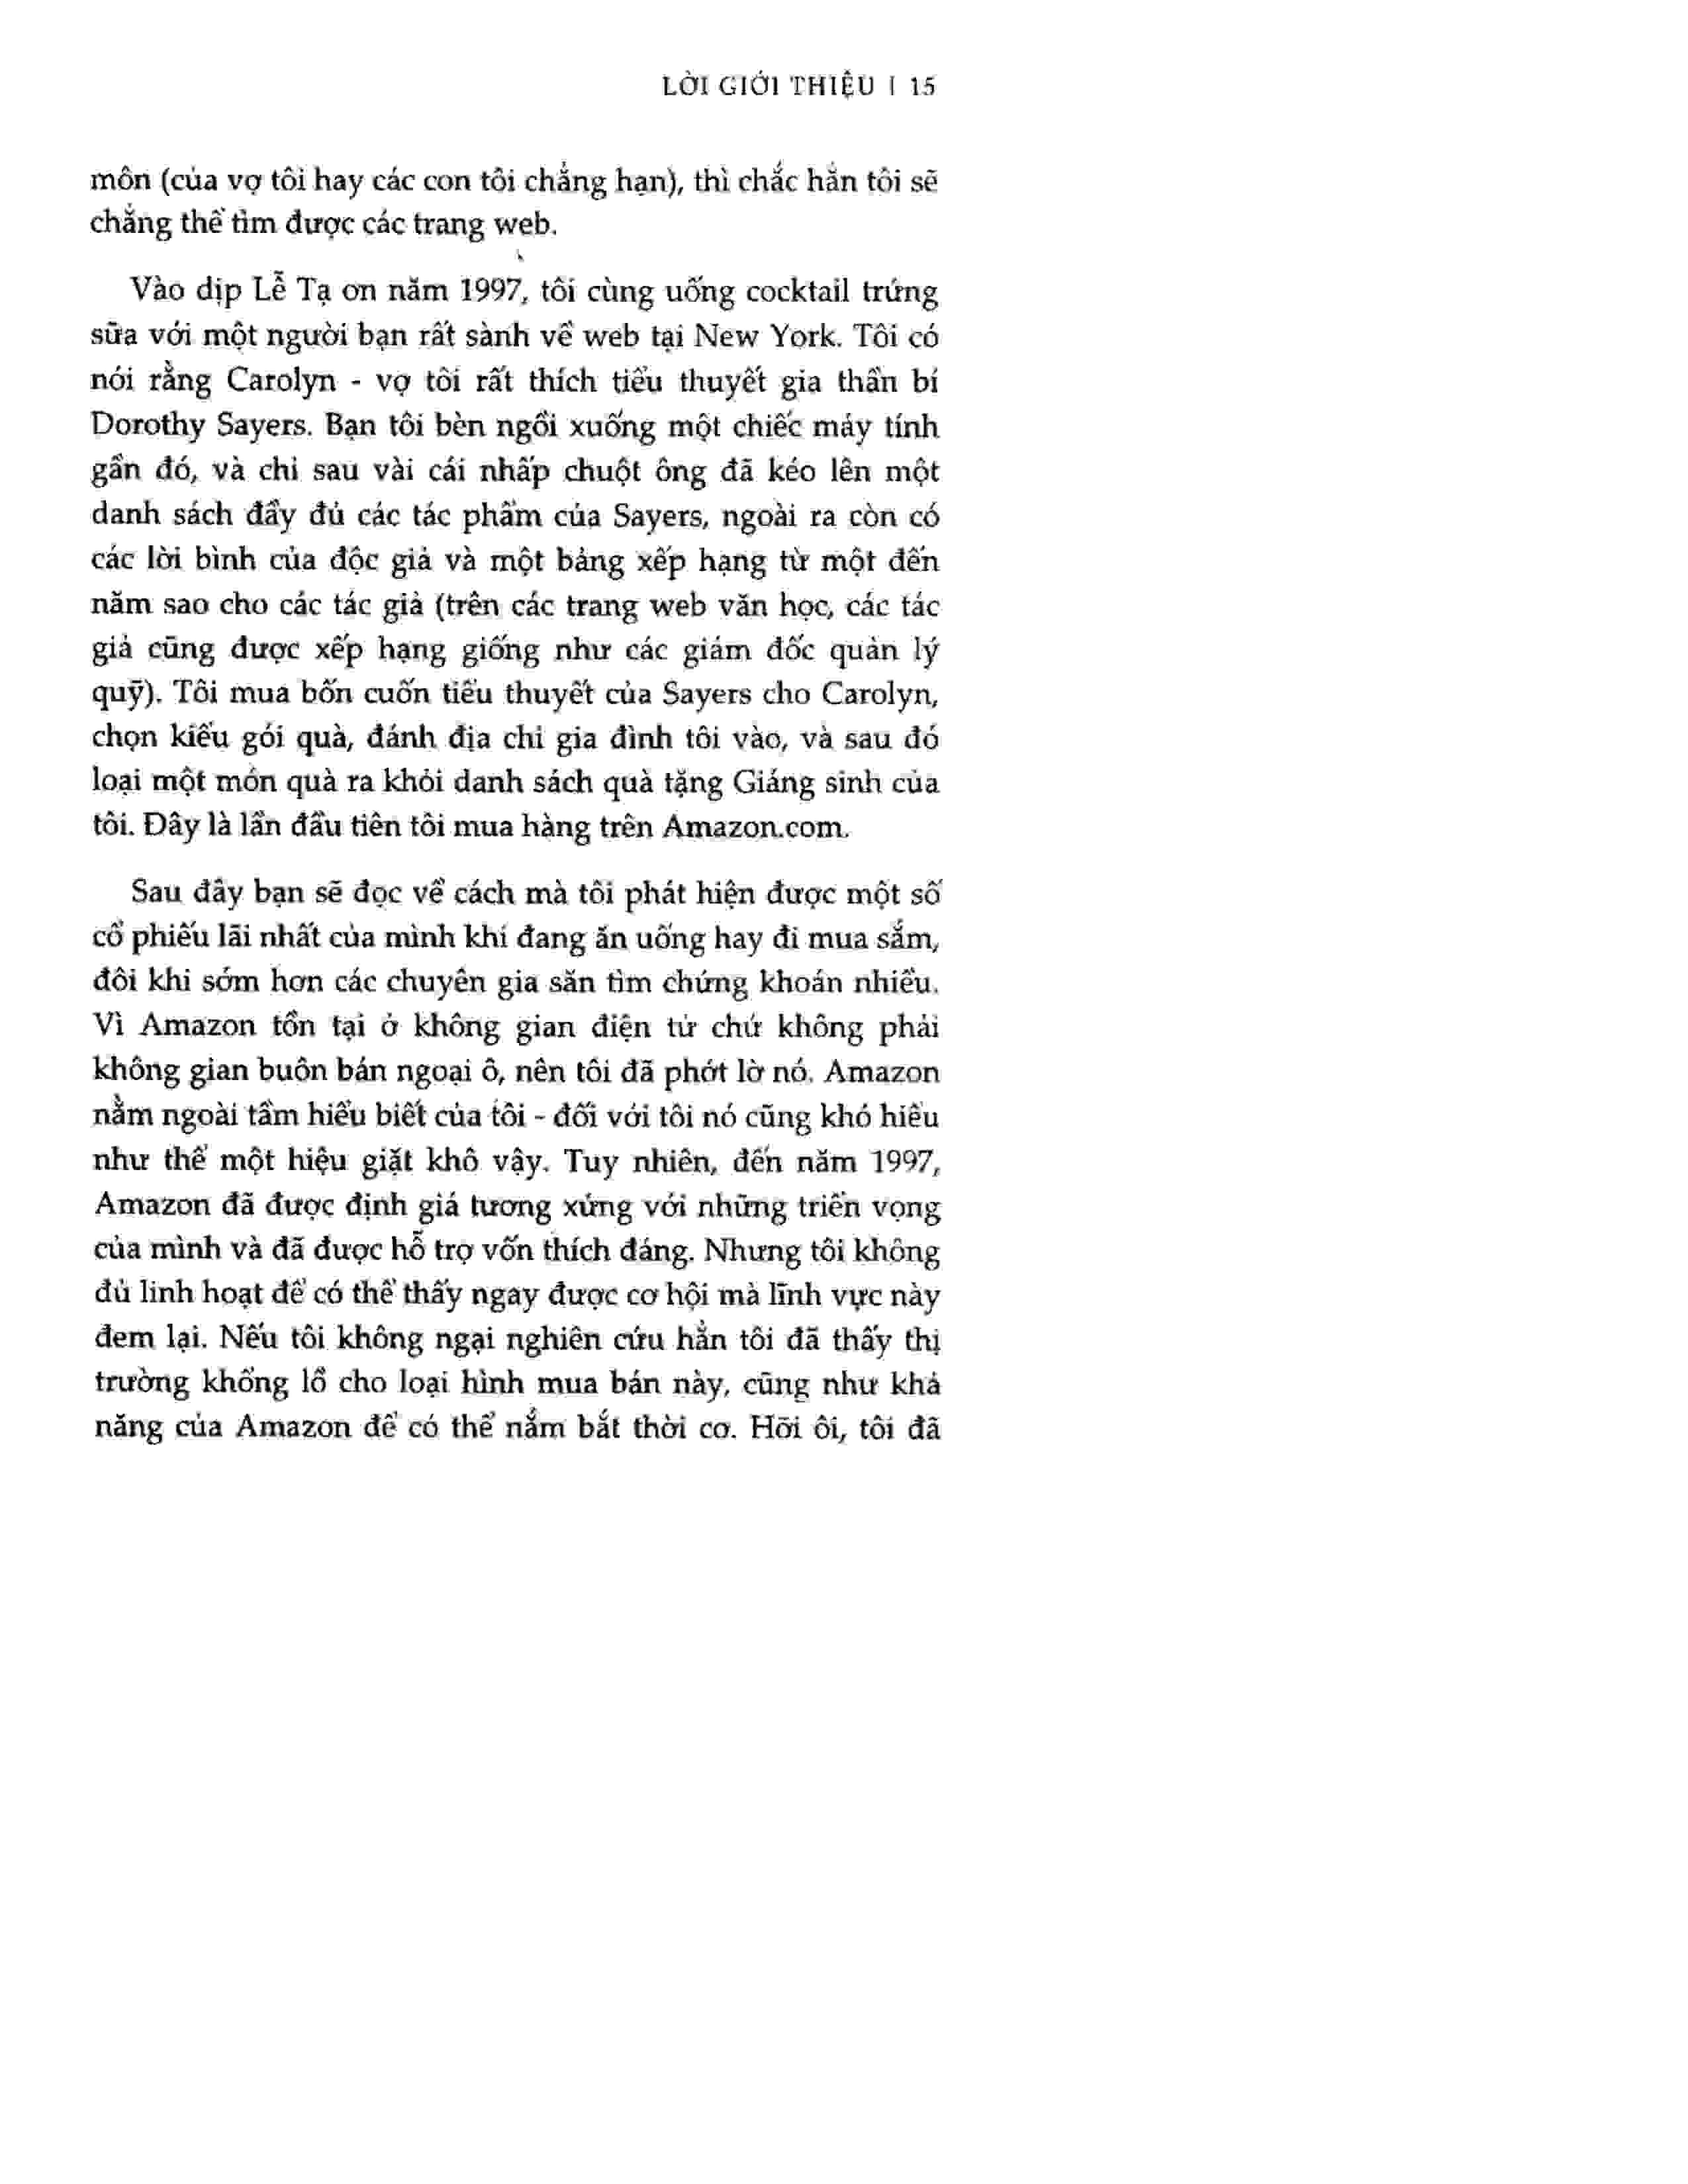 LỜI GIỚI THIỆU | 15
môn (của vợ tôi hay các con tôi chẳng hạn), thì chắc hẳn tôi sẽ
chẳng thể tìm được các trang web.
Vào dịp Lễ Tạ ơn năm 1997, tôi cùng uống cocktail trứng
sữa với một người bạn rất sành về web tại New York. Tôi có
nói rằng Carolyn - vợ tôi rất thích tiểu thuyết gia thần bí
Dorothy Sayers. Bạn tôi bèn ngồi xuống một chiếc máy tính
gần đó, và chỉ sau vài cái nhấp chuột ông đã kéo lên một
danh sách đầy đủ các tác phẩm của Sayers, ngoài ra còn có
các lời bình của độc giả và một bảng xếp hạng từ một đến
năm sao cho các tác giả (trên các trang web văn học, các tác
giả cũng được xếp hạng giống như các giám đốc quản lý
quỹ). Tôi mua bốn cuốn tiểu thuyết của Sayers cho Carolyn,
chọn kiểu gói quà, đánh địa chỉ gia đình tôi vào, và sau đó
loại một món quà ra khỏi danh sách quà tặng Giáng sinh của
tôi. Đây là lần đầu tiên tôi mua hàng trên Amazon.com.
Sau đây bạn sẽ đọc về cách mà tôi phát hiện được một số
cổ phiếu lãi nhất của mình khi đang ăn uống hay đi mua sắm,
đôi khi sớm hơn các chuyên gia săn tìm chứng khoán nhiều.
Vì Amazon tồn tại ở không gian điện tử chứ không phải
không gian buôn bán ngoại ô, nên tôi đã phớt lờ nó. Amazon
nằm ngoài tầm hiểu biết của tôi - đối với tôi nó cũng khó hiểu
như thể một hiệu giặt khô vậy. Tuy nhiên, đến năm 1997,
Amazon đã được định giá tương xứng với những triển vọng
của mình và đã được hỗ trợ vốn thích đáng. Nhưng tôi không
đủ linh hoạt để có thể thấy ngay được cơ hội mà lĩnh vực này
đem lại. Nếu tôi không ngại nghiên cứu hẳn tôi đã thấy thị
trường khổng lồ cho loại hình mua bán này, cũng như khả
năng của Amazon để có thể nắm bắt thời cơ. Hỡi ôi, tôi đã